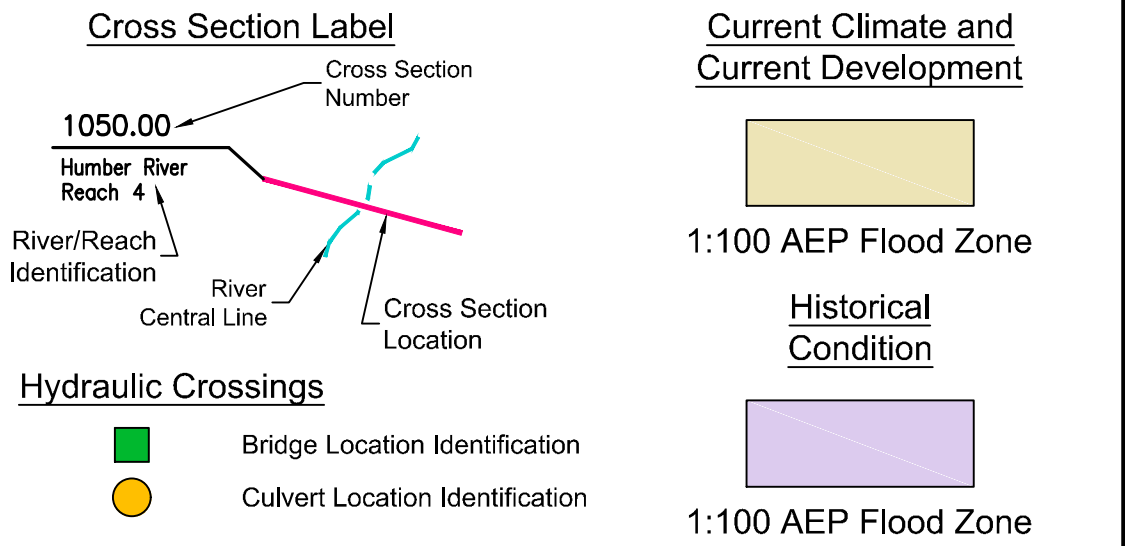 Cross Section Label
Cross Section
Number
1050.00
Humber River
Reach 4
River/Reach
Identification
River
Central Line
Cross Section
Location
Hydraulic Crossings
Bridge Location Identification
Culvert Location Identification
Current Climate and
Current Development
1:100 AEP Flood Zone
Historical
Condition
1:100 AEP Flood Zone